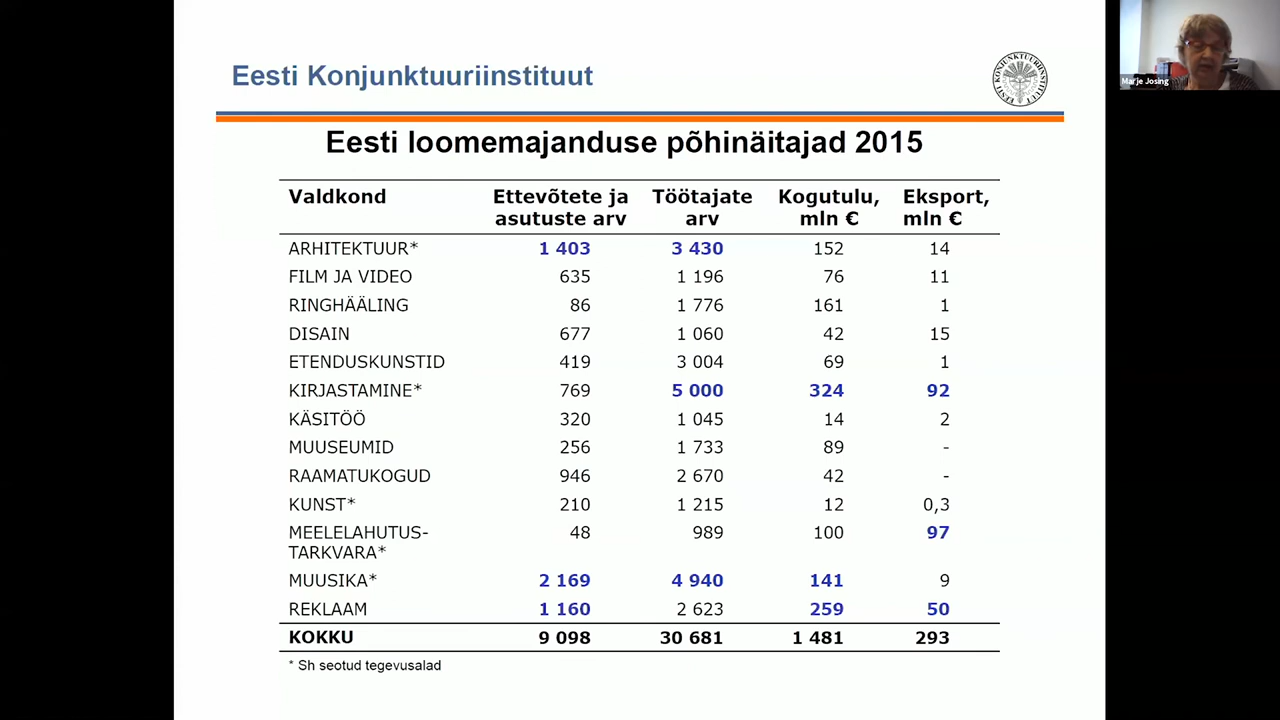 Eesti Konjunktuuriinstituut
EESTI KONJUNKTUURIINSTITUUT
Marje Josing
Eesti loomemajanduse põhinäitajad 2015
Valdkond Ettevõtete ja asutuste arv Töötajate arv Kogutulu, mln € Eksport, mln €
ARHITEKTUUR* 1 403 3 430 152 14
FILM JA VIDEO 635 1 196 76 11
RINGHÄÄLING 86 1 776 161 1
DISAIN 677 1 060 42 15
ETENDUSKUNSTID 419 3 004 69 1
KIRJASTAMINE* 769 5 000 324 92
KÄSITÖÖ 320 1 045 14 2
MUUSEUMID 256 1 733 89 -
RAAMATUKOGUD 946 2 670 42 -
KUNST* 210 1 215 12 0,3
MEELELAHUTUS- 48 989 100 97
TARKVARA*
MUUSIKA* 2 169 4 940 141 9
REKLAAM 1 160 2 623 259 50
KOKKU 9 098 30 681 1 481 293
* Sh seotud tegevusalad